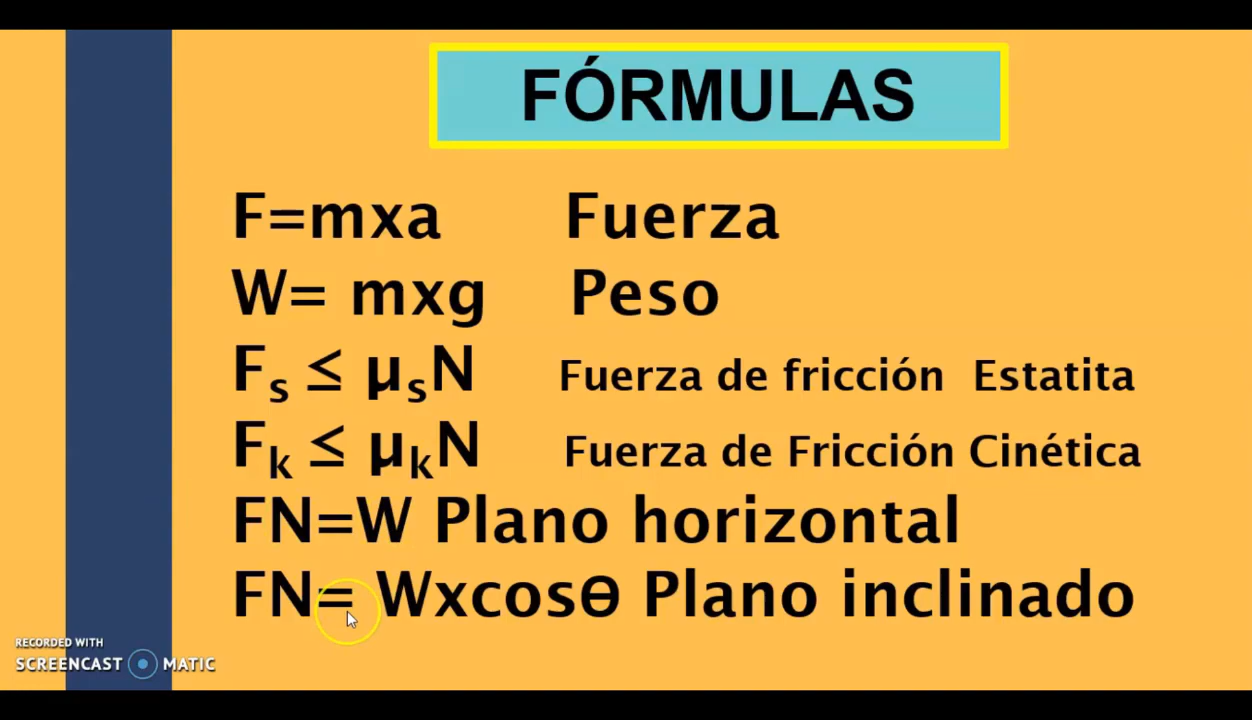 FÓRMULAS
F=mxa Fuerza
W= mxg Peso
Fs ≤ μsN Fuerza de fricción Estatita
Fk ≤ μkN Fuerza de Fricción Cinética
FN=W Plano horizontal
FN= Wxcosɵ Plano inclinado
RECORDED WITH
SCREENCAST MATIC